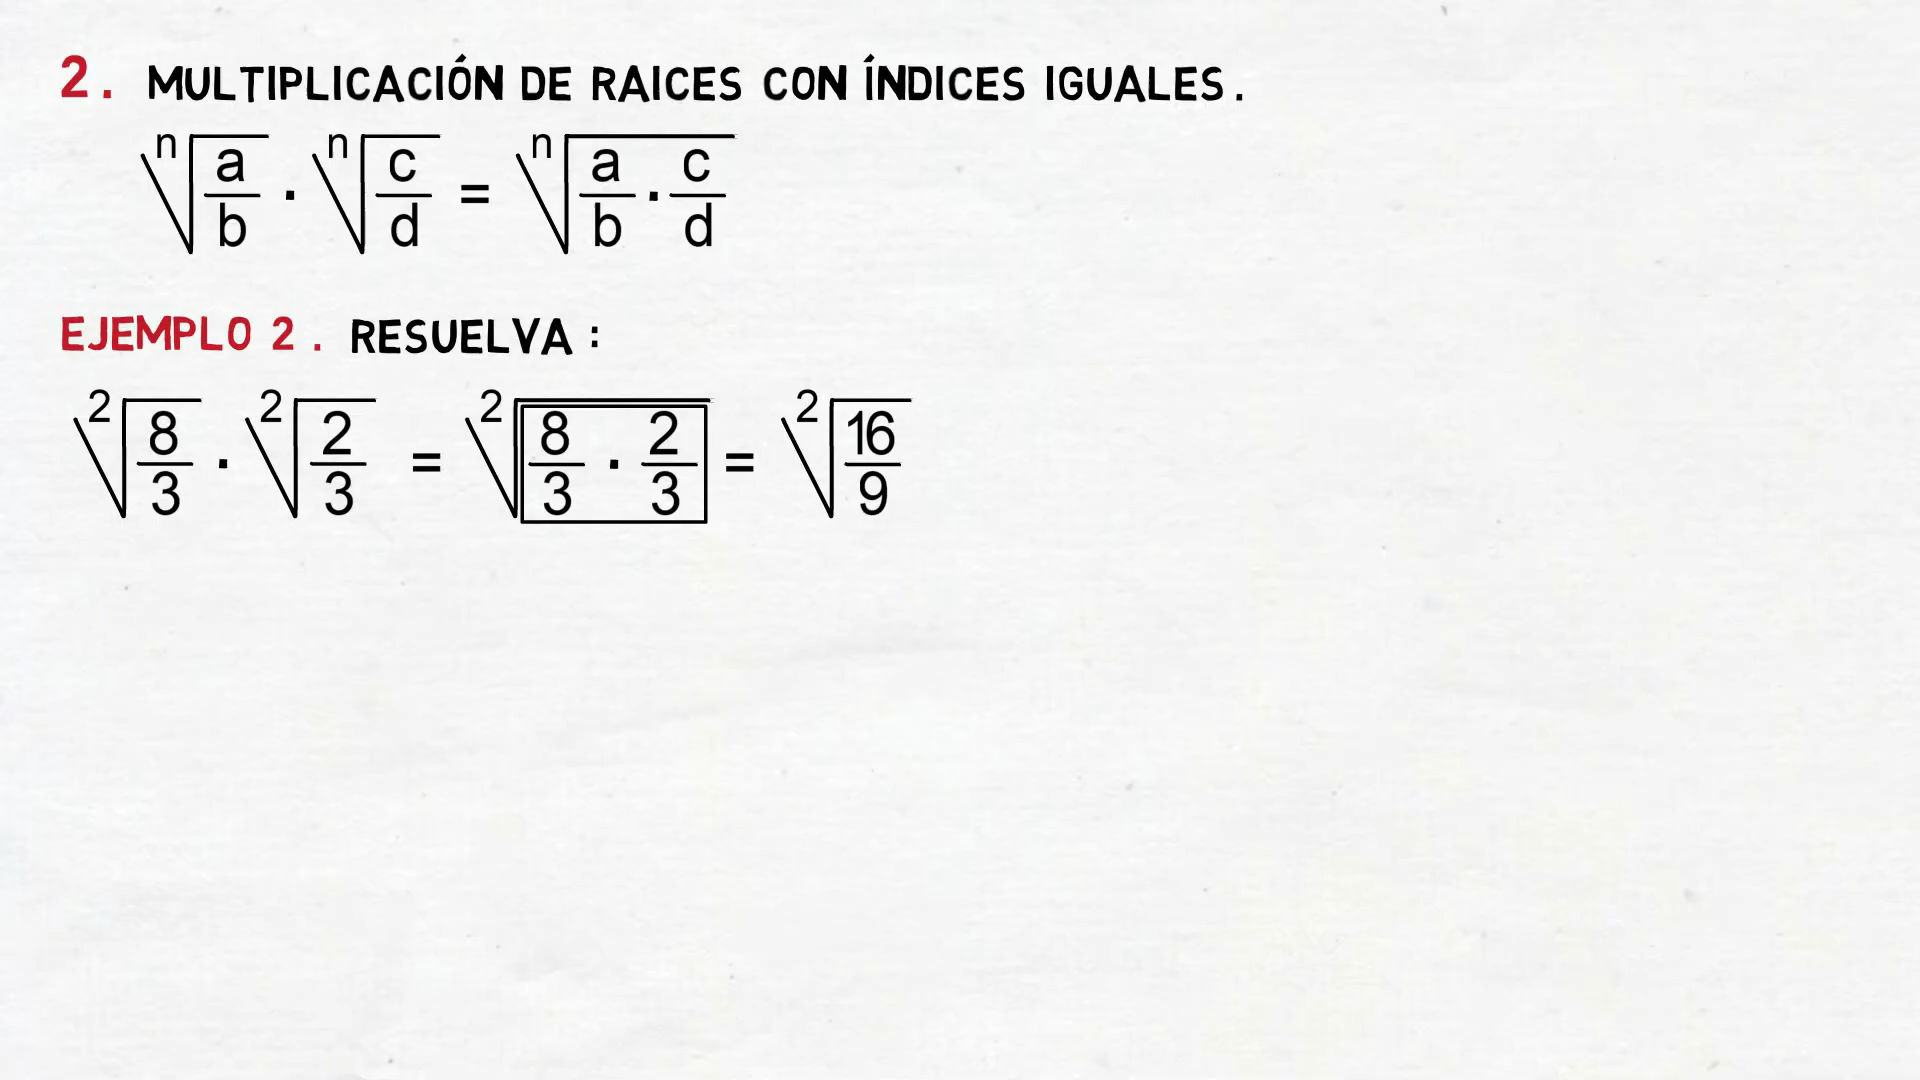 2. MULTIPLICACIÓN DE RAICES CON ÍNDICES IGUALES.
ⁿ√(a/b) · ⁿ√(c/d) = ⁿ√(a/b · c/d)
EJEMPLO 2. RESUELVA:
²√(8/3) · ²√(2/3) = ²√(8/3 · 2/3) = ²√(16/9)